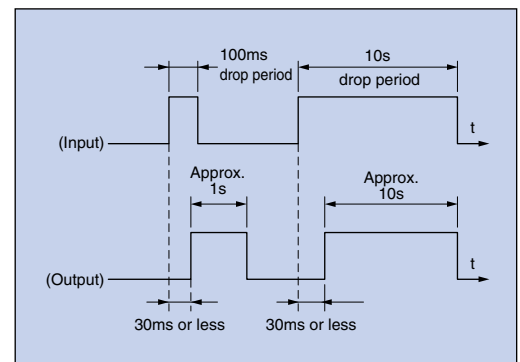 100ms
drop period
10s
drop period
(Input)
t
Approx.
1s
Approx.
10s
(Output)
t
30ms or less
30ms or less